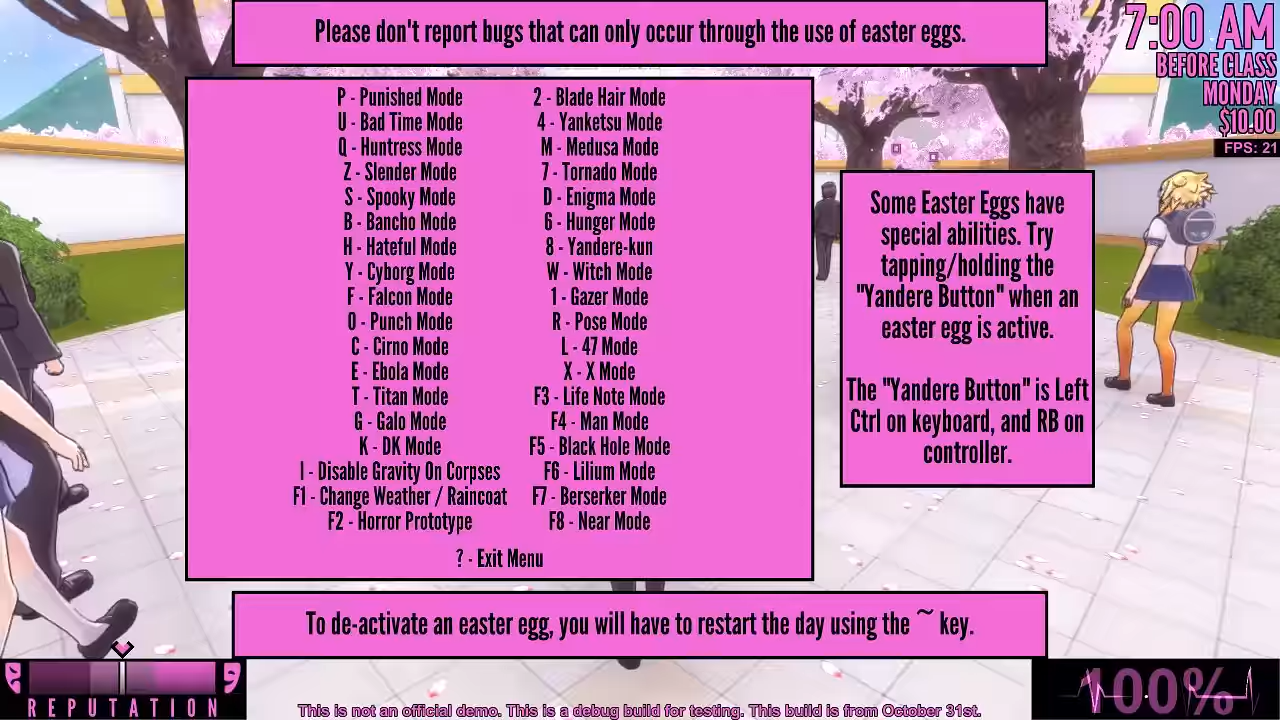 Please don't report bugs that can only occur through the use of easter eggs.
7:00 AM
BEFORE CLASS
MONDAY
$10.00
FPS: 21
P - Punished Mode
U - Bad Time Mode
Q - Huntress Mode
Z - Slender Mode
S - Spooky Mode
B - Bancho Mode
H - Hateful Mode
Y - Cyborg Mode
F - Falcon Mode
O - Punch Mode
C - Cirno Mode
E - Ebola Mode
T - Titan Mode
G - Galo Mode
K - DK Mode
I - Disable Gravity On Corpses
F1 - Change Weather / Raincoat
F2 - Horror Prototype
2 - Blade Hair Mode
4 - Yanketsu Mode
M - Medusa Mode
7 - Tornado Mode
D - Enigma Mode
6 - Hunger Mode
8 - Yandere-kun
W - Witch Mode
1 - Gazer Mode
R - Pose Mode
L - 47 Mode
X - X Mode
F3 - Life Note Mode
F4 - Man Mode
F5 - Black Hole Mode
F6 - Lilium Mode
F7 - Berserker Mode
F8 - Near Mode
? - Exit Menu
Some Easter Eggs have
special abilities. Try
tapping/holding the
"Yandere Button" when an
easter egg is active.
The "Yandere Button" is Left
Ctrl on keyboard, and RB on
controller.
To de-activate an easter egg, you will have to restart the day using the ~ key.
REPUTATION
100%
This is not an official demo. This is a debug build for testing. This build is from October 31st.